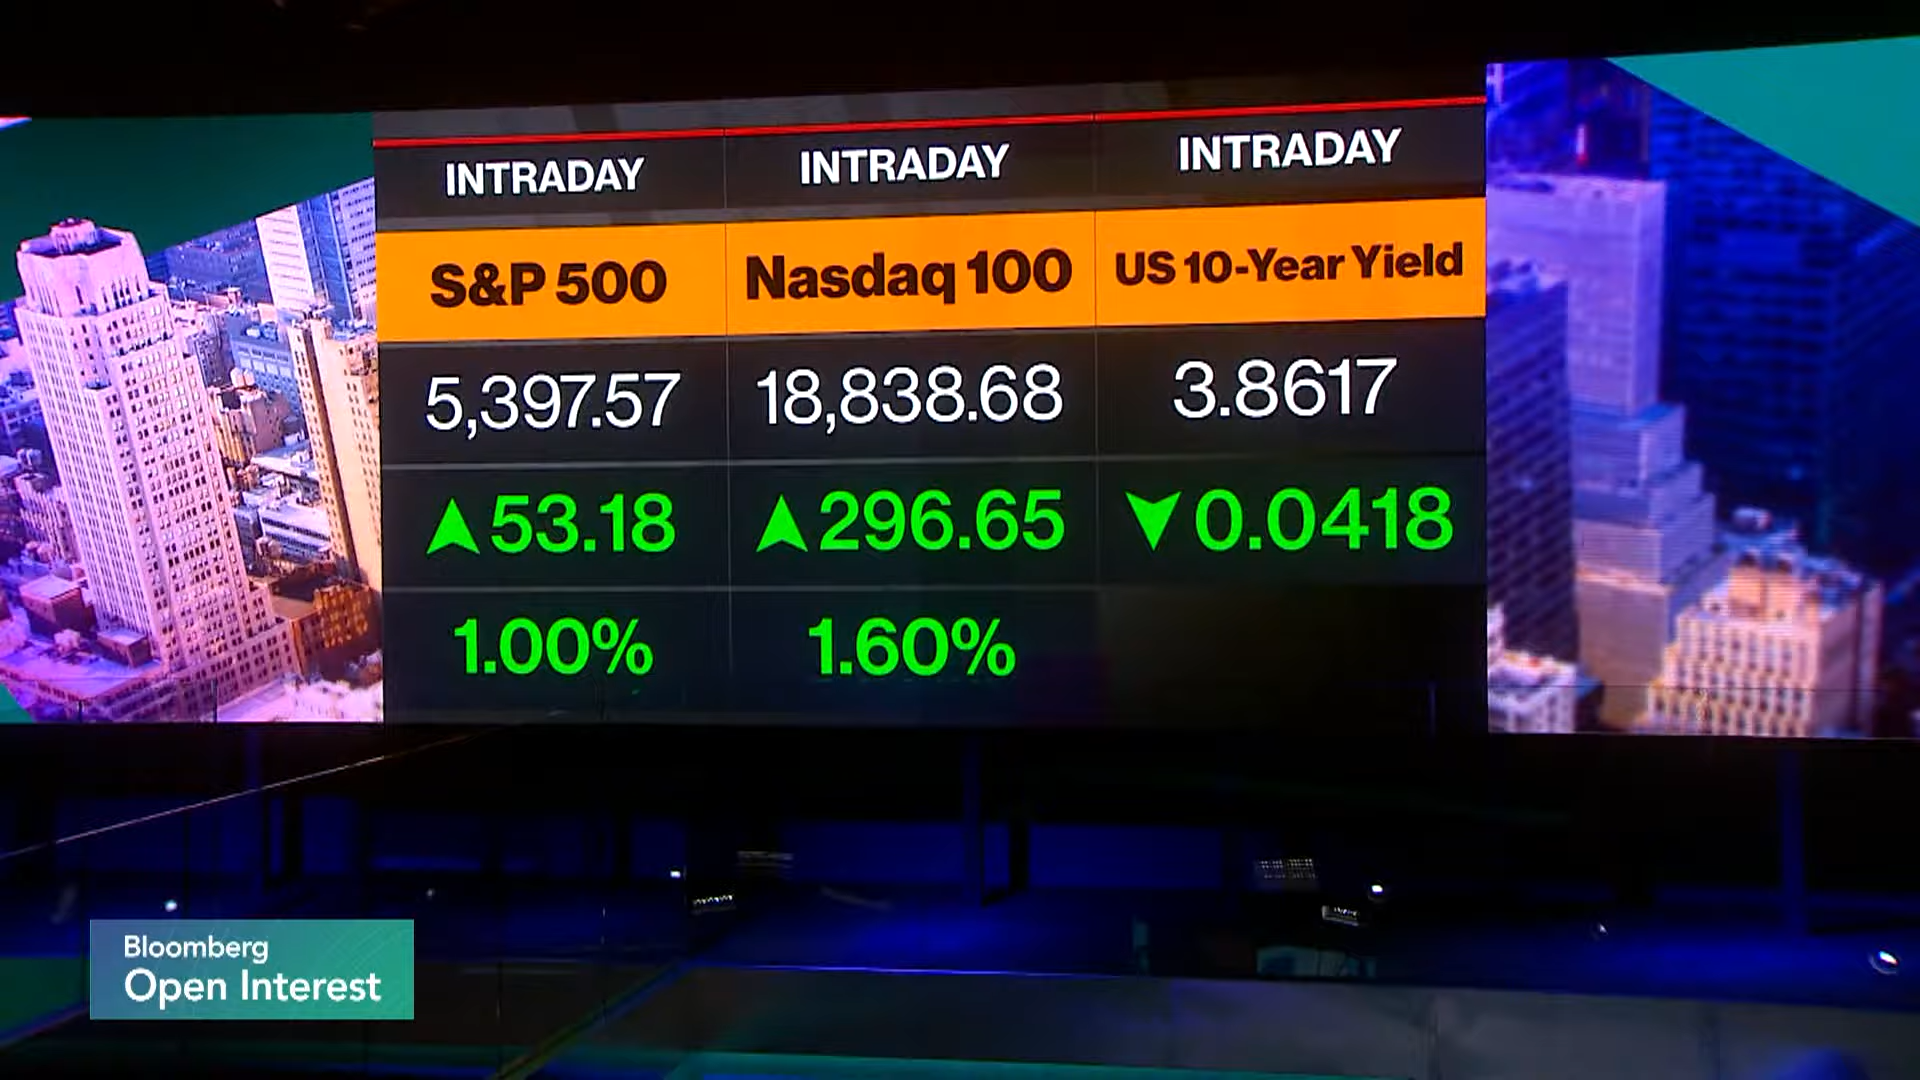 INTRADAY INTRADAY INTRADAY
S&P 500 Nasdaq 100 US 10-Year Yield
5,397.57 18,838.68 3.8617
▲53.18 ▲296.65 ▼0.0418
1.00% 1.60%
Bloomberg
Open Interest